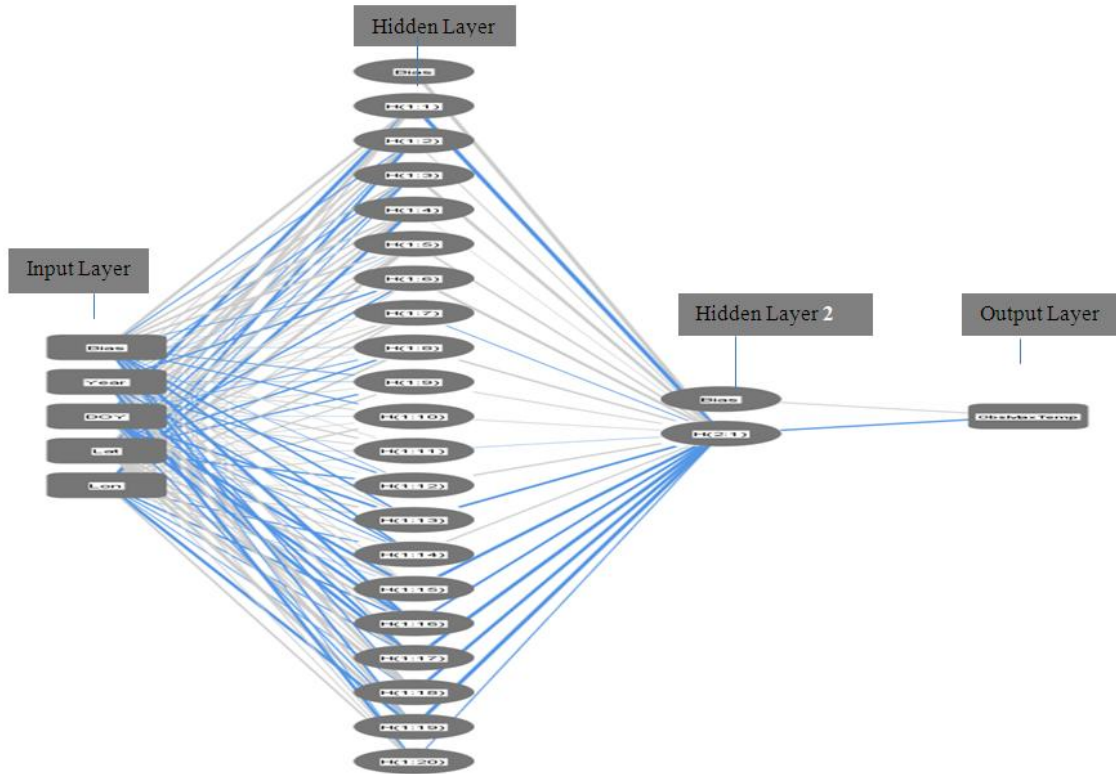 Hidden Layer
Bias
H(1:1)
H(1:2)
H(1:3)
H(1:4)
H(1:5)
H(1:6)
H(1:7)
H(1:8)
H(1:9)
H(1:10)
H(1:11)
H(1:12)
H(1:13)
H(1:14)
H(1:15)
H(1:16)
H(1:17)
H(1:18)
H(1:19)
H(1:20)
Input Layer
Bias
Year
DOY
Lat
Lon
Hidden Layer 2
Bias
H(2:1)
Output Layer
ObsMaxTemp